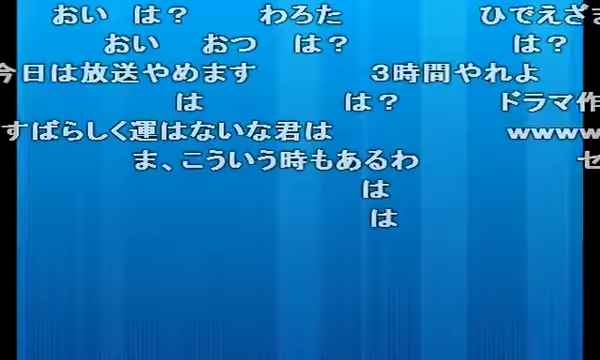 おい は？ わろた ひでえざま
おい おつ は？ は？
今日は放送やめます ３時間やれよ
は は？ ドラマ作
すばらしく運はないな君は ｗｗｗｗ
ま、こういう時もあるわ セ
は
は